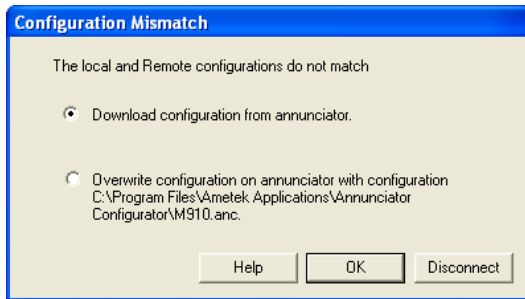 Configuration Mismatch
The local and Remote configurations do not match
Download configuration from annunciator.
Overwrite configuration on annunciator with configuration
C:\Program Files\Ametek Applications\Annunciator
Configurator\M910.anc.
Help
OK
Disconnect